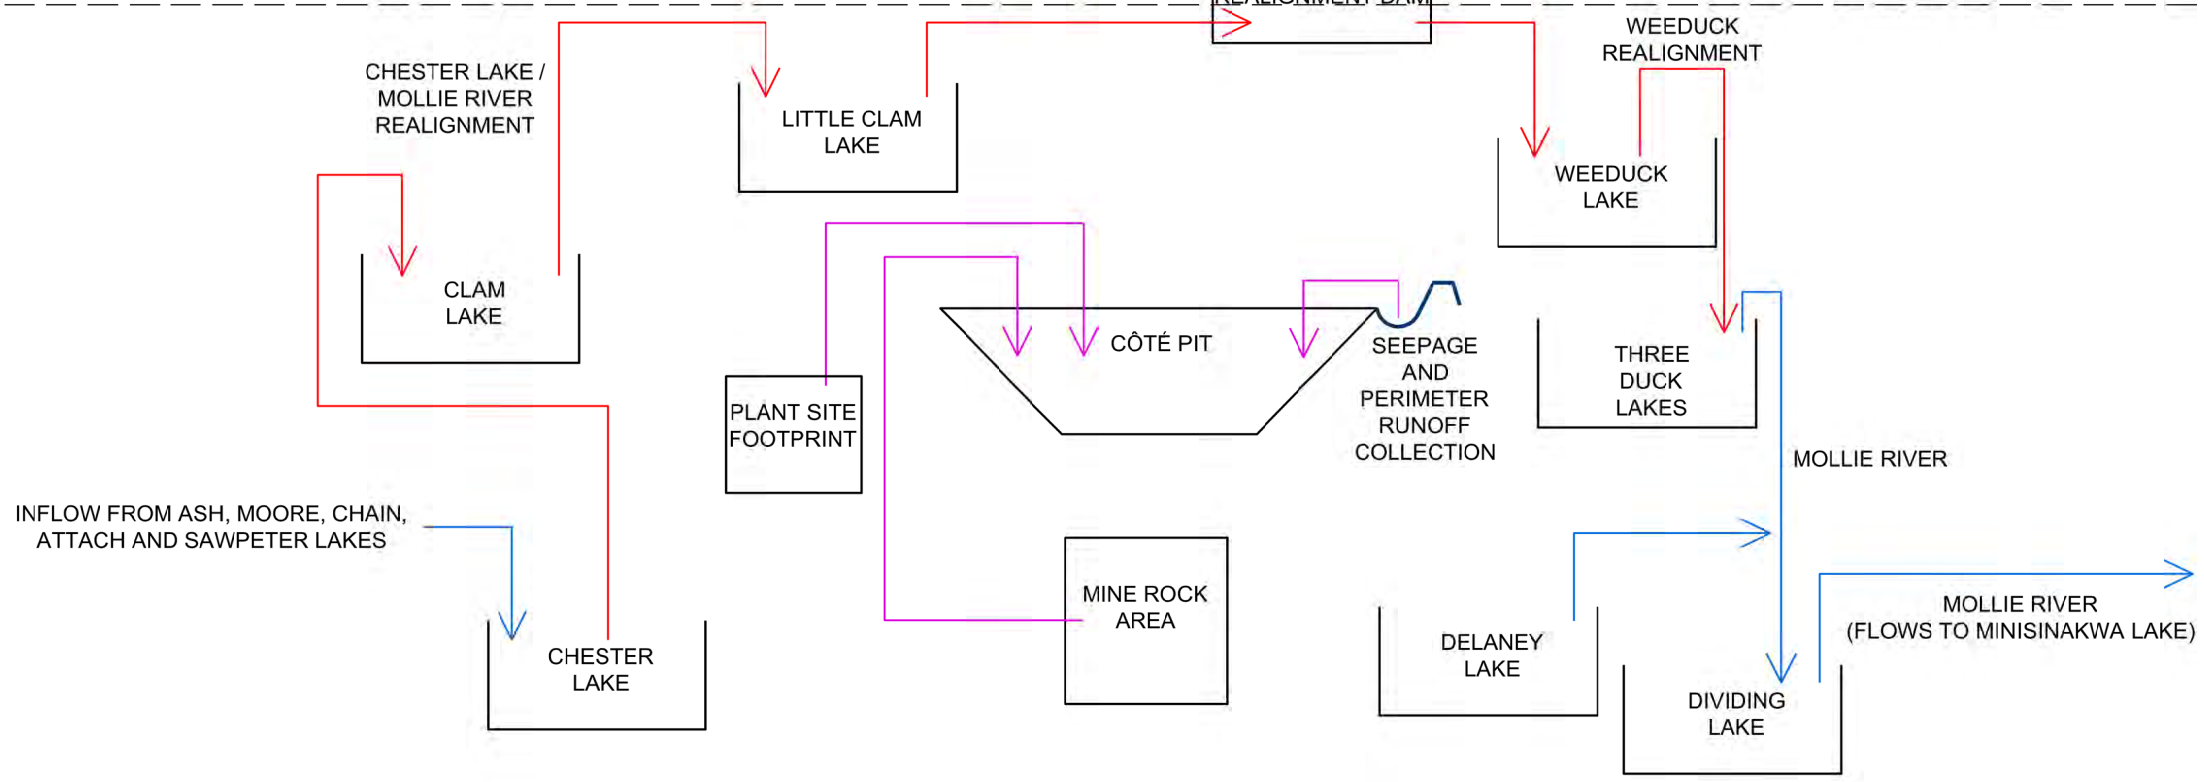 REALIGNMENT DAM
WEEDUCK
REALIGNMENT
CHESTER LAKE /
MOLLIE RIVER
REALIGNMENT
LITTLE CLAM
LAKE
WEEDUCK
LAKE
CLAM
LAKE
CÔTÉ PIT
SEEPAGE
AND
PERIMETER
RUNOFF
COLLECTION
THREE
DUCK
LAKES
PLANT SITE
FOOTPRINT
MOLLIE RIVER
INFLOW FROM ASH, MOORE, CHAIN,
ATTACH AND SAWPETER LAKES
MINE ROCK
AREA
MOLLIE RIVER
(FLOWS TO MINISINAKWA LAKE)
CHESTER
LAKE
DELANEY
LAKE
DIVIDING
LAKE